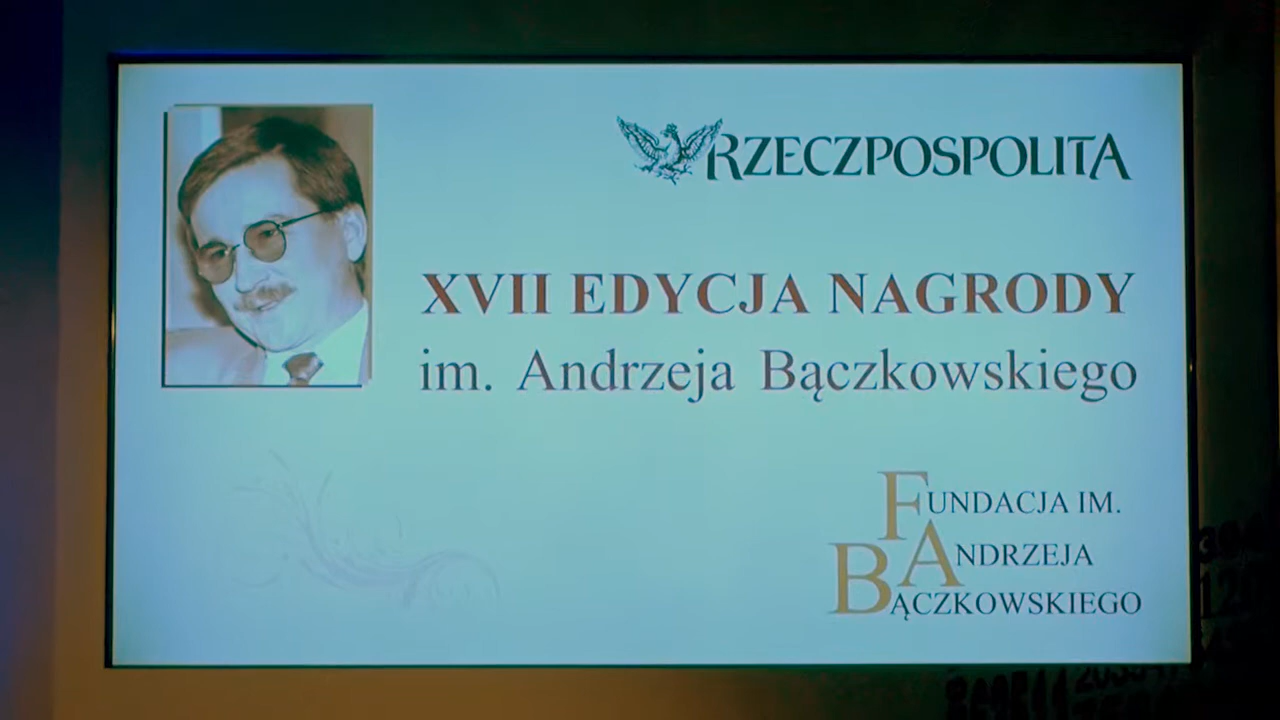 RZECZPOSPOLITA
XVII EDYCJA NAGRODY
im. Andrzeja Bączkowskiego
FUNDACJA IM.
ANDRZEJA
BĄCZKOWSKIEGO